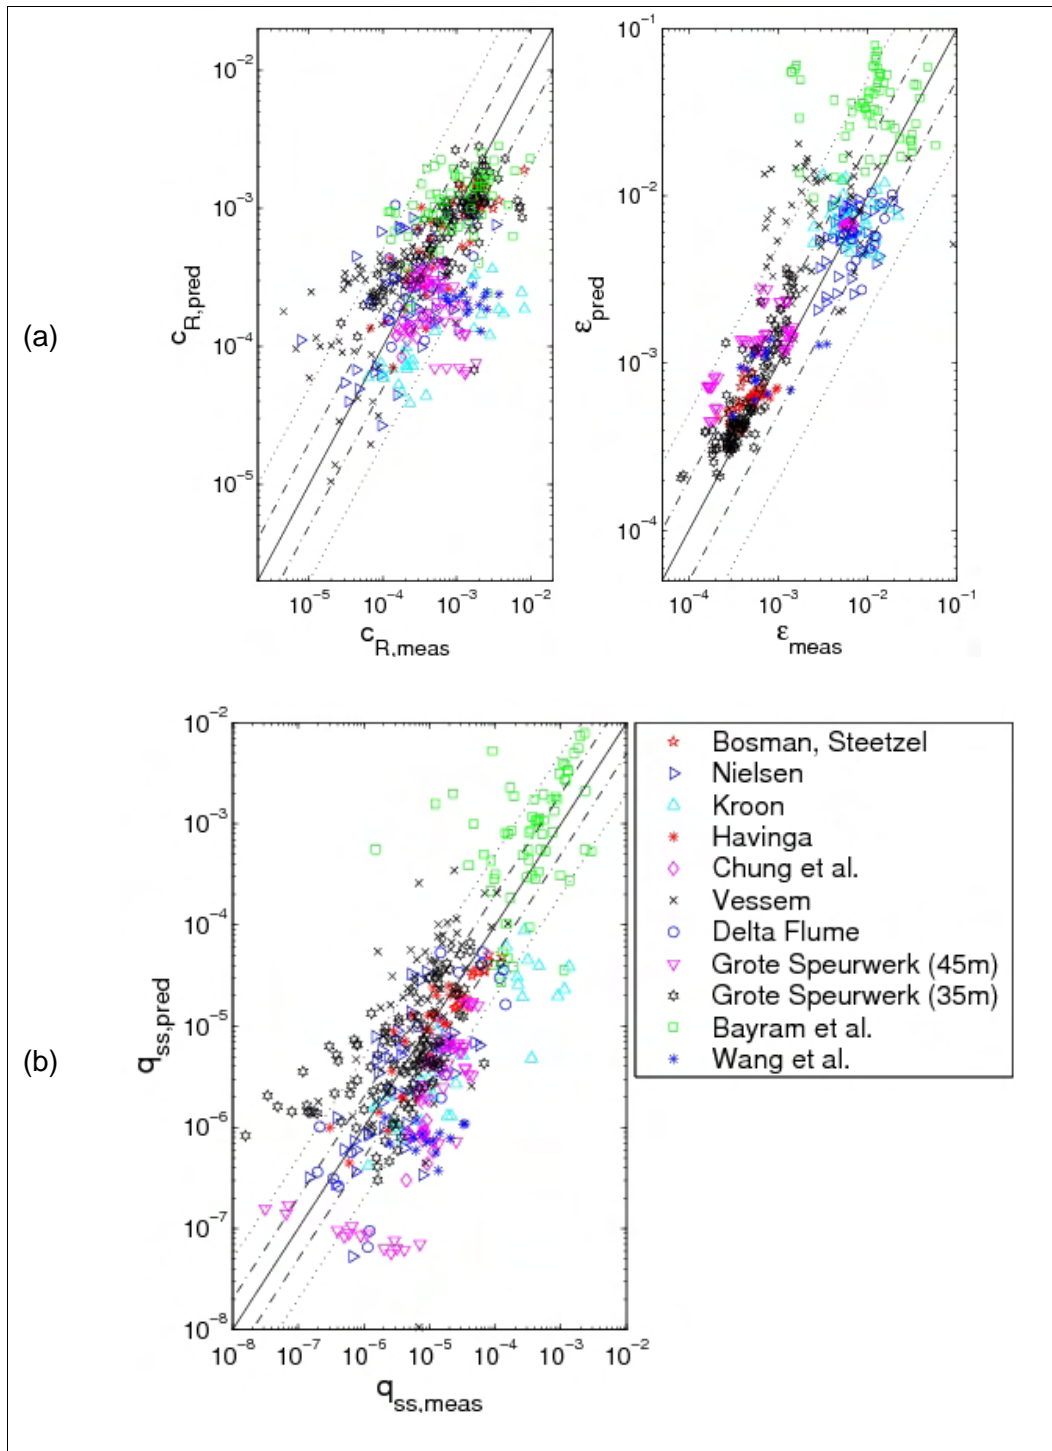 (a)
10⁻²
10⁻³
10⁻⁴
10⁻⁵
c_R,pred
10⁻⁵ 10⁻⁴ 10⁻³ 10⁻²
c_R,meas
10⁻¹
10⁻²
10⁻³
10⁻⁴
ε_pred
10⁻⁴ 10⁻³ 10⁻² 10⁻¹
ε_meas
(b)
10⁻²
10⁻³
10⁻⁴
10⁻⁵
10⁻⁶
10⁻⁷
10⁻⁸
q_ss,pred
10⁻⁸ 10⁻⁷ 10⁻⁶ 10⁻⁵ 10⁻⁴ 10⁻³ 10⁻²
q_ss,meas
Bosman, Steetzel
Nielsen
Kroon
Havinga
Chung et al.
Vessem
Delta Flume
Grote Speurwerk (45m)
Grote Speurwerk (35m)
Bayram et al.
Wang et al.